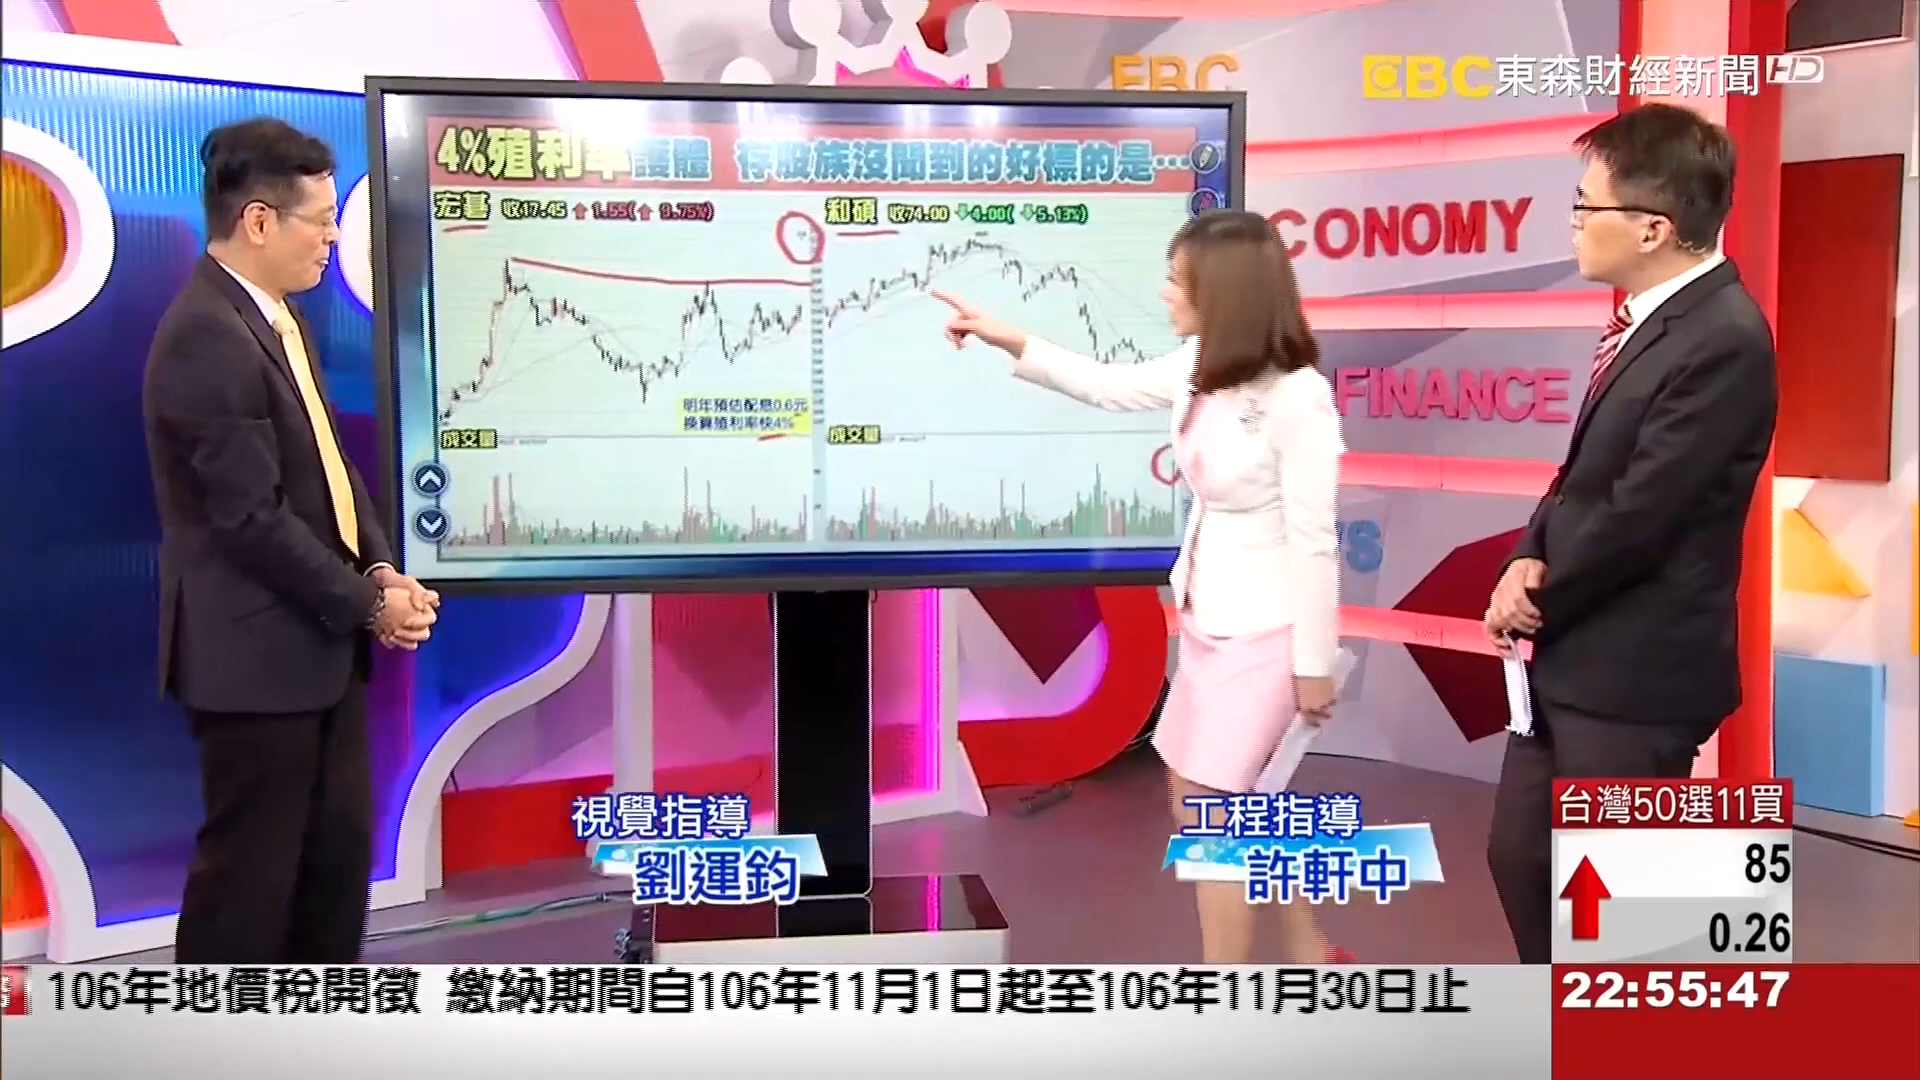 EBC
EBC東森財經新聞HD
4%殖利率護體 存股族沒聞到的好標的是…
宏碁 收17.45 1.55( 9.75%)
和碩 收74.00 4.00( 5.13%)
ECONOMY
FINANCE
明年預估配息0.6元
換算殖利率快4%
成交量
成交量
視覺指導
劉運鈞
工程指導
許軒中
台灣50選11買
85
0.26
106年地價稅開徵 繳納期間自106年11月1日起至106年11月30日止
22:55:47